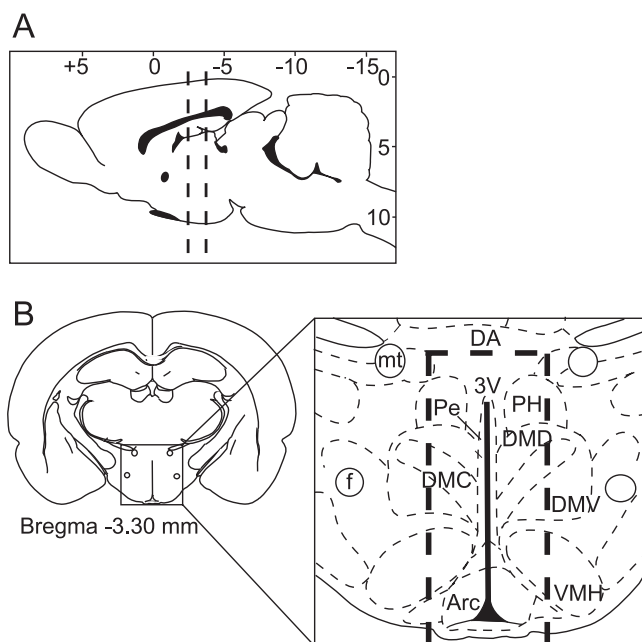 A
+5 0 -5 -10 -15
0
5
10
B
DA
mt
3V
Pe PH
DMD
f DMC
DMV
Bregma -3.30 mm
Arc VMH